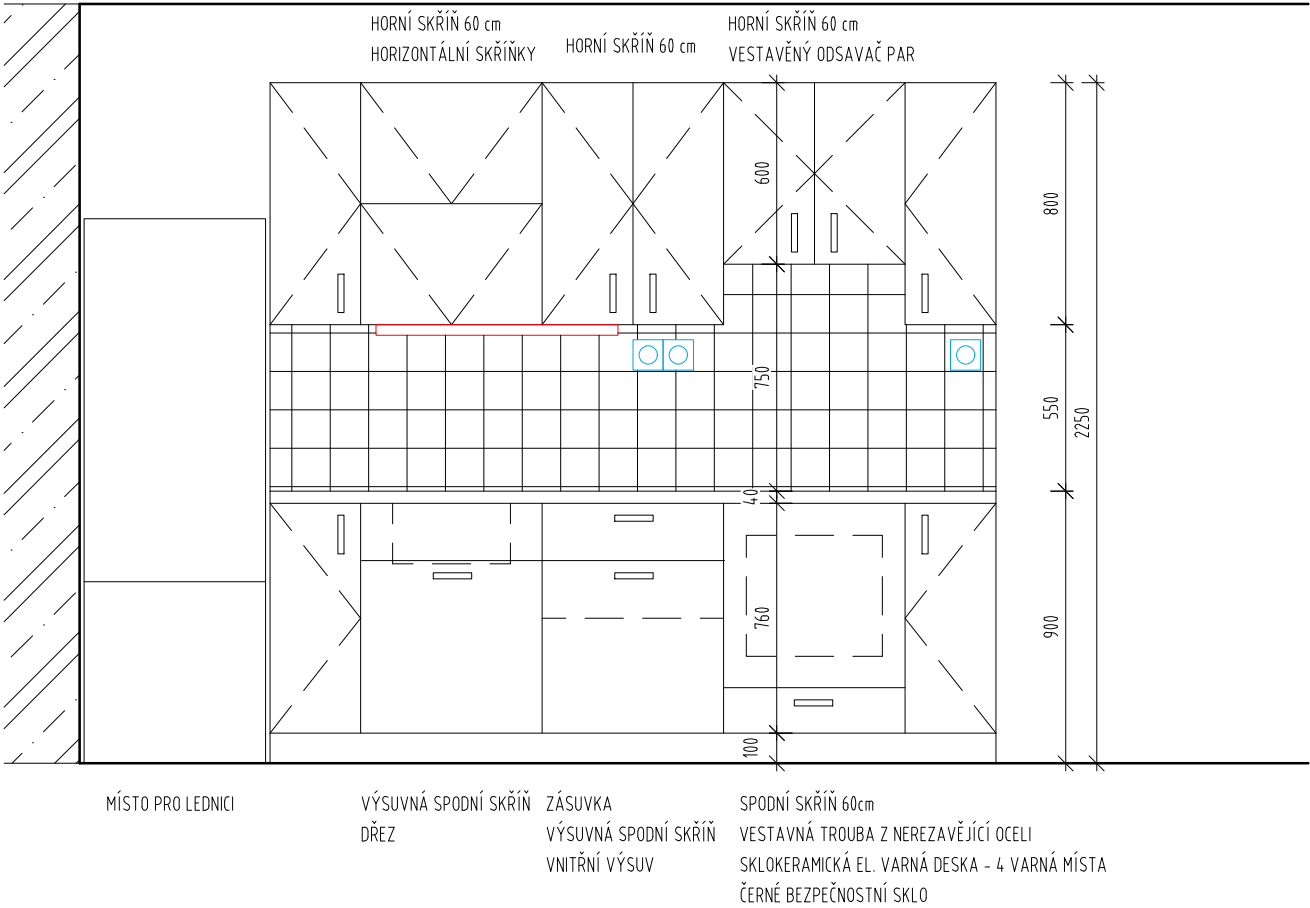 HORNÍ SKŘÍŇ 60 cm
HORIZONTÁLNÍ SKŘÍŇKY
HORNÍ SKŘÍŇ 60 cm
HORNÍ SKŘÍŇ 60 cm
VESTAVĚNÝ ODSAVAČ PAR
600
800
750
550
2250
40
760
900
100
MÍSTO PRO LEDNICI
VÝSUVNÁ SPODNÍ SKŘÍŇ
DŘEZ
ZÁSUVKA
VÝSUVNÁ SPODNÍ SKŘÍŇ
VNITŘNÍ VÝSUV
SPODNÍ SKŘÍŇ 60cm
VESTAVNÁ TROUBA Z NEREZAVĚJÍCÍ OCELI
SKLOKERAMICKÁ EL. VARNÁ DESKA - 4 VARNÁ MÍSTA
ČERNÉ BEZPEČNOSTNÍ SKLO